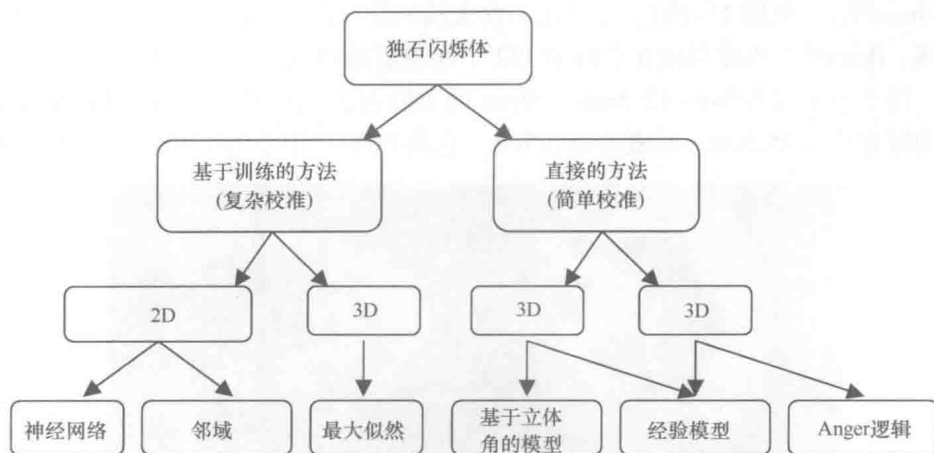 独石闪烁体
基于训练的方法
(复杂校准)
直接的方法
(简单校准)
2D
3D
3D
3D
神经网络
邻域
最大似然
基于立体
角的模型
经验模型
Anger逻辑